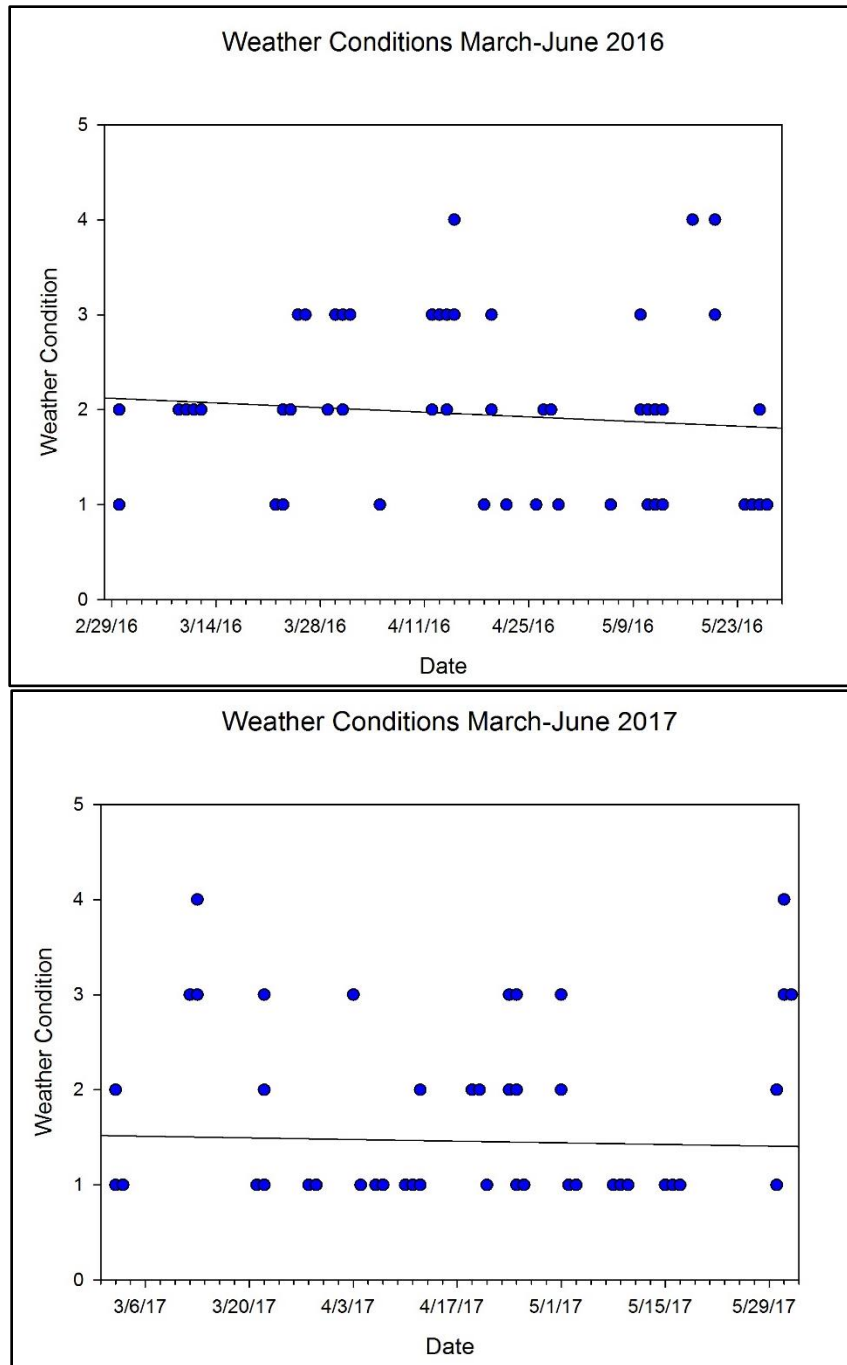 Weather Conditions March-June 2016
5
4
3
2
1
0
Weather Condition
2/29/16 3/14/16 3/28/16 4/11/16 4/25/16 5/9/16 5/23/16
Date
Weather Conditions March-June 2017
5
4
3
2
1
0
Weather Condition
3/6/17 3/20/17 4/3/17 4/17/17 5/1/17 5/15/17 5/29/17
Date